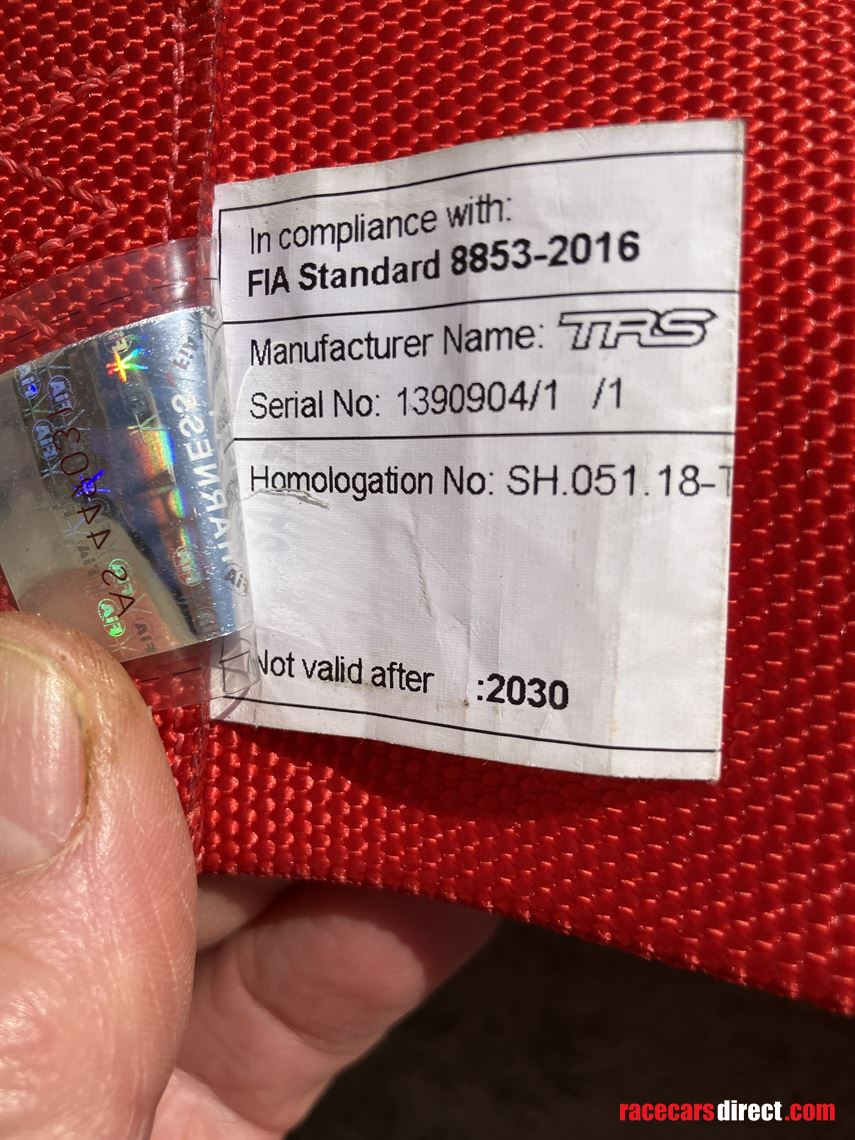 In compliance with:
FIA Standard 8853-2016
Manufacturer Name: TRS
Serial No: 1390904/1 /1
Homologation No: SH.051.18-T
Not valid after :2030
HARNESS
FIA
racecarsdirect.com